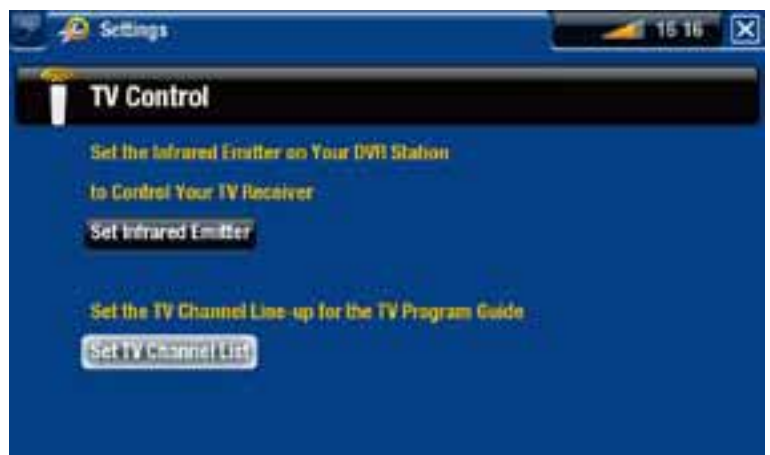 Settings
16 16
TV Control
Set the Infrared Emitter on Your DVR Station
to Control Your TV Receiver
Set Infrared Emitter
Set the TV Channel Line-up for the TV Program Guide
Set TV Channel List